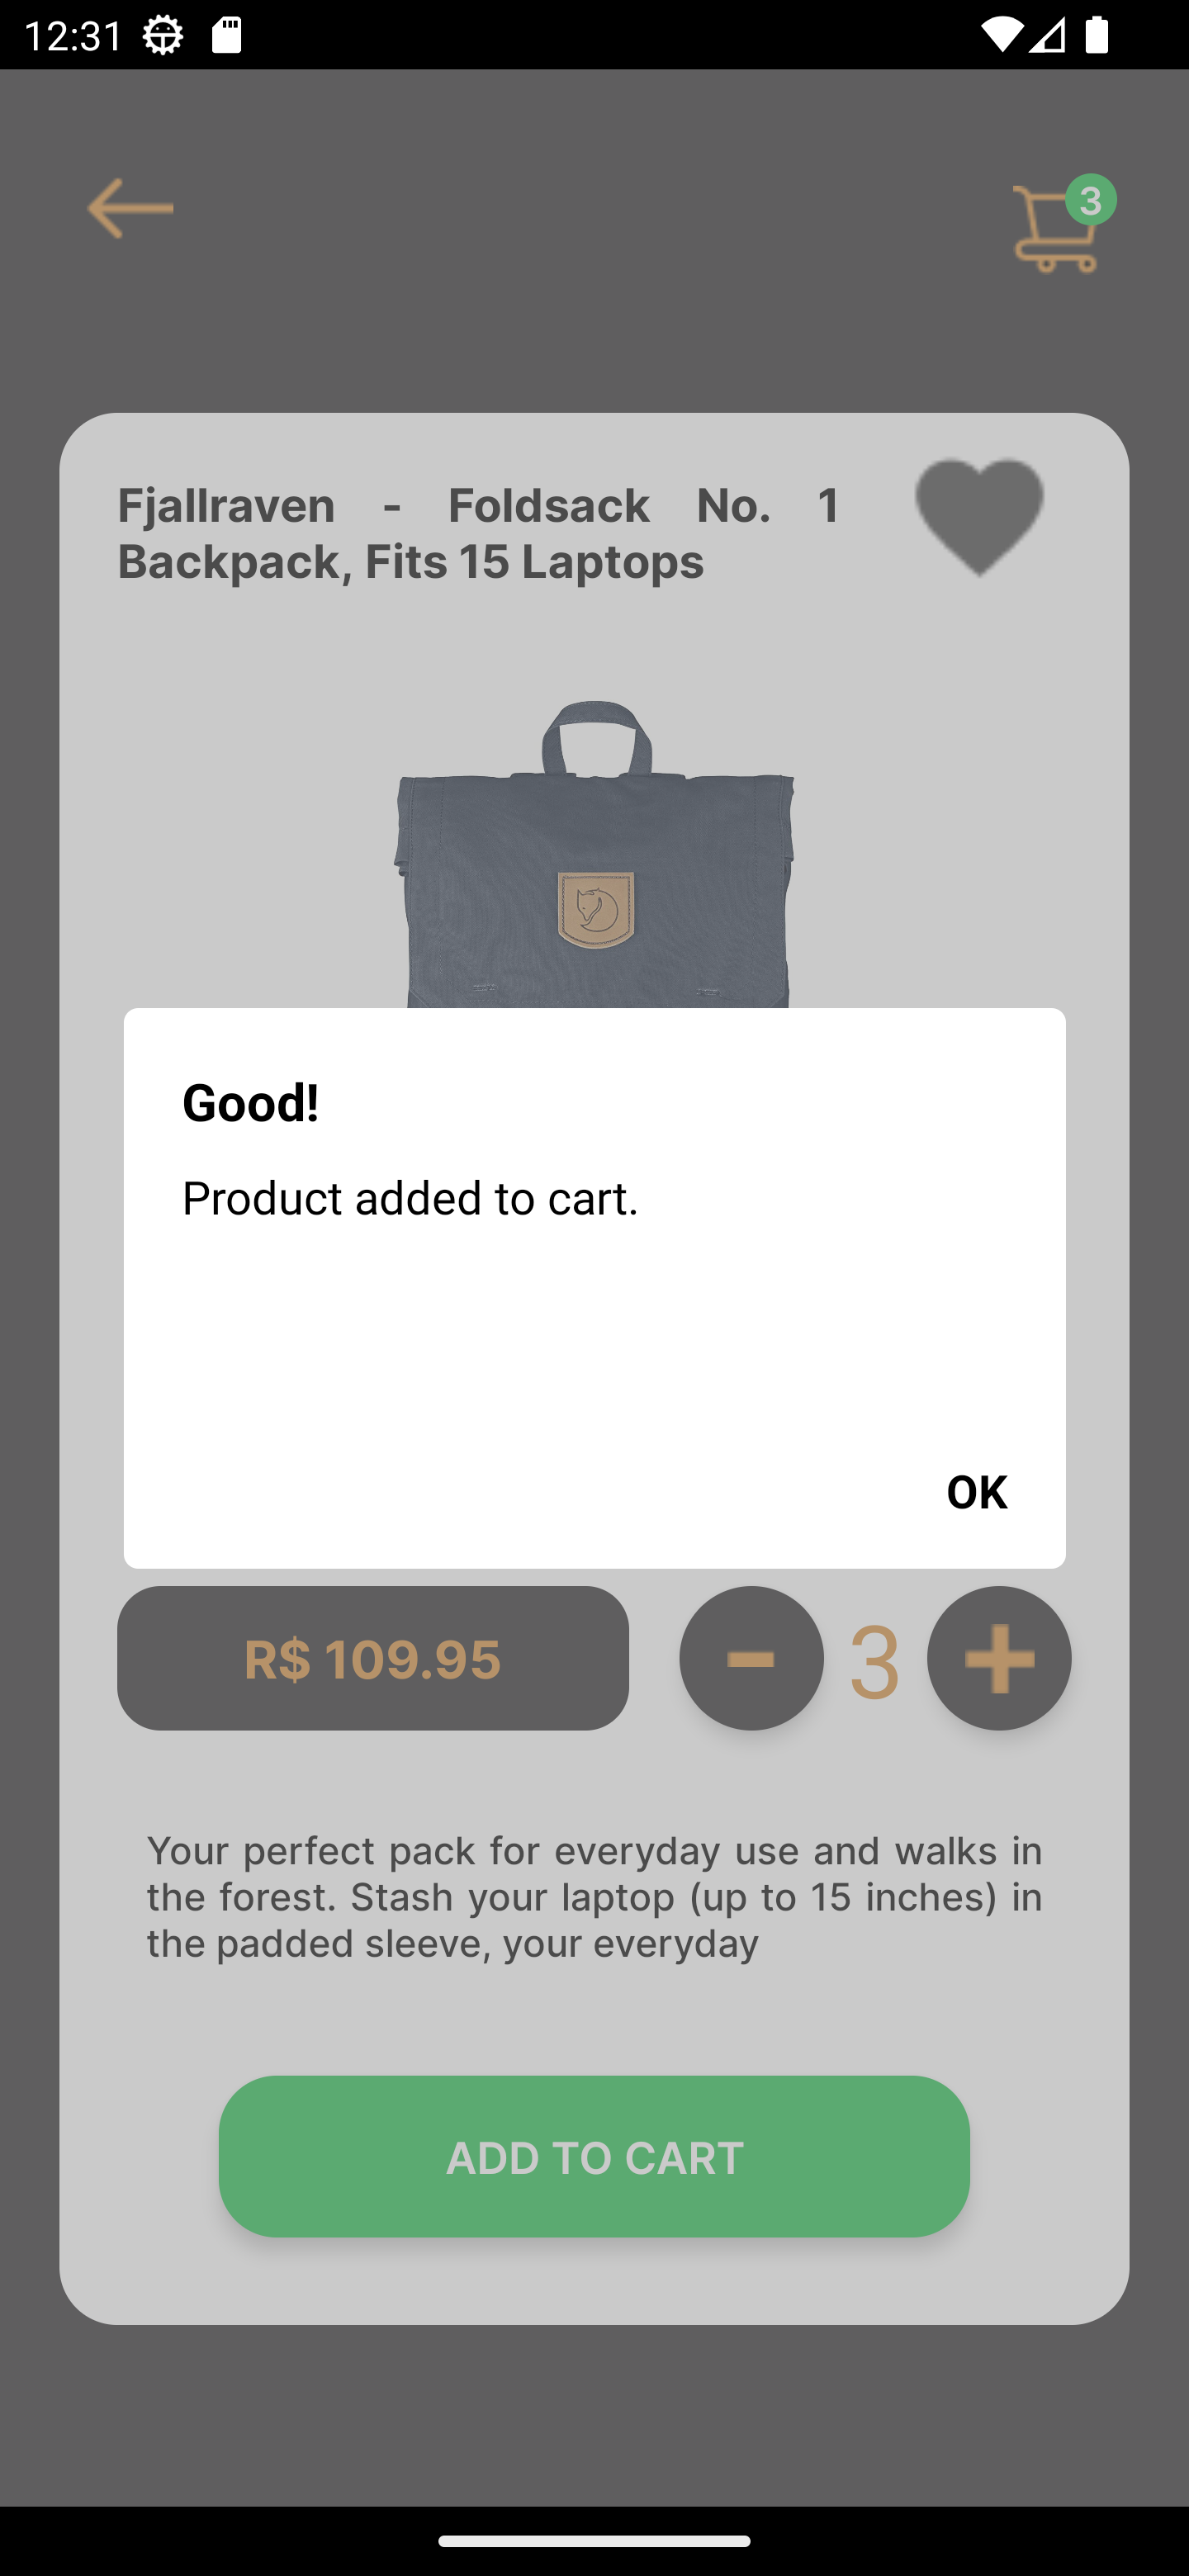 12:31
3
Fjallraven - Foldsack No. 1
Backpack, Fits 15 Laptops
Good!
Product added to cart.
OK
R$ 109.95
- 3 +
Your perfect pack for everyday use and walks in
the forest. Stash your laptop (up to 15 inches) in
the padded sleeve, your everyday
ADD TO CART